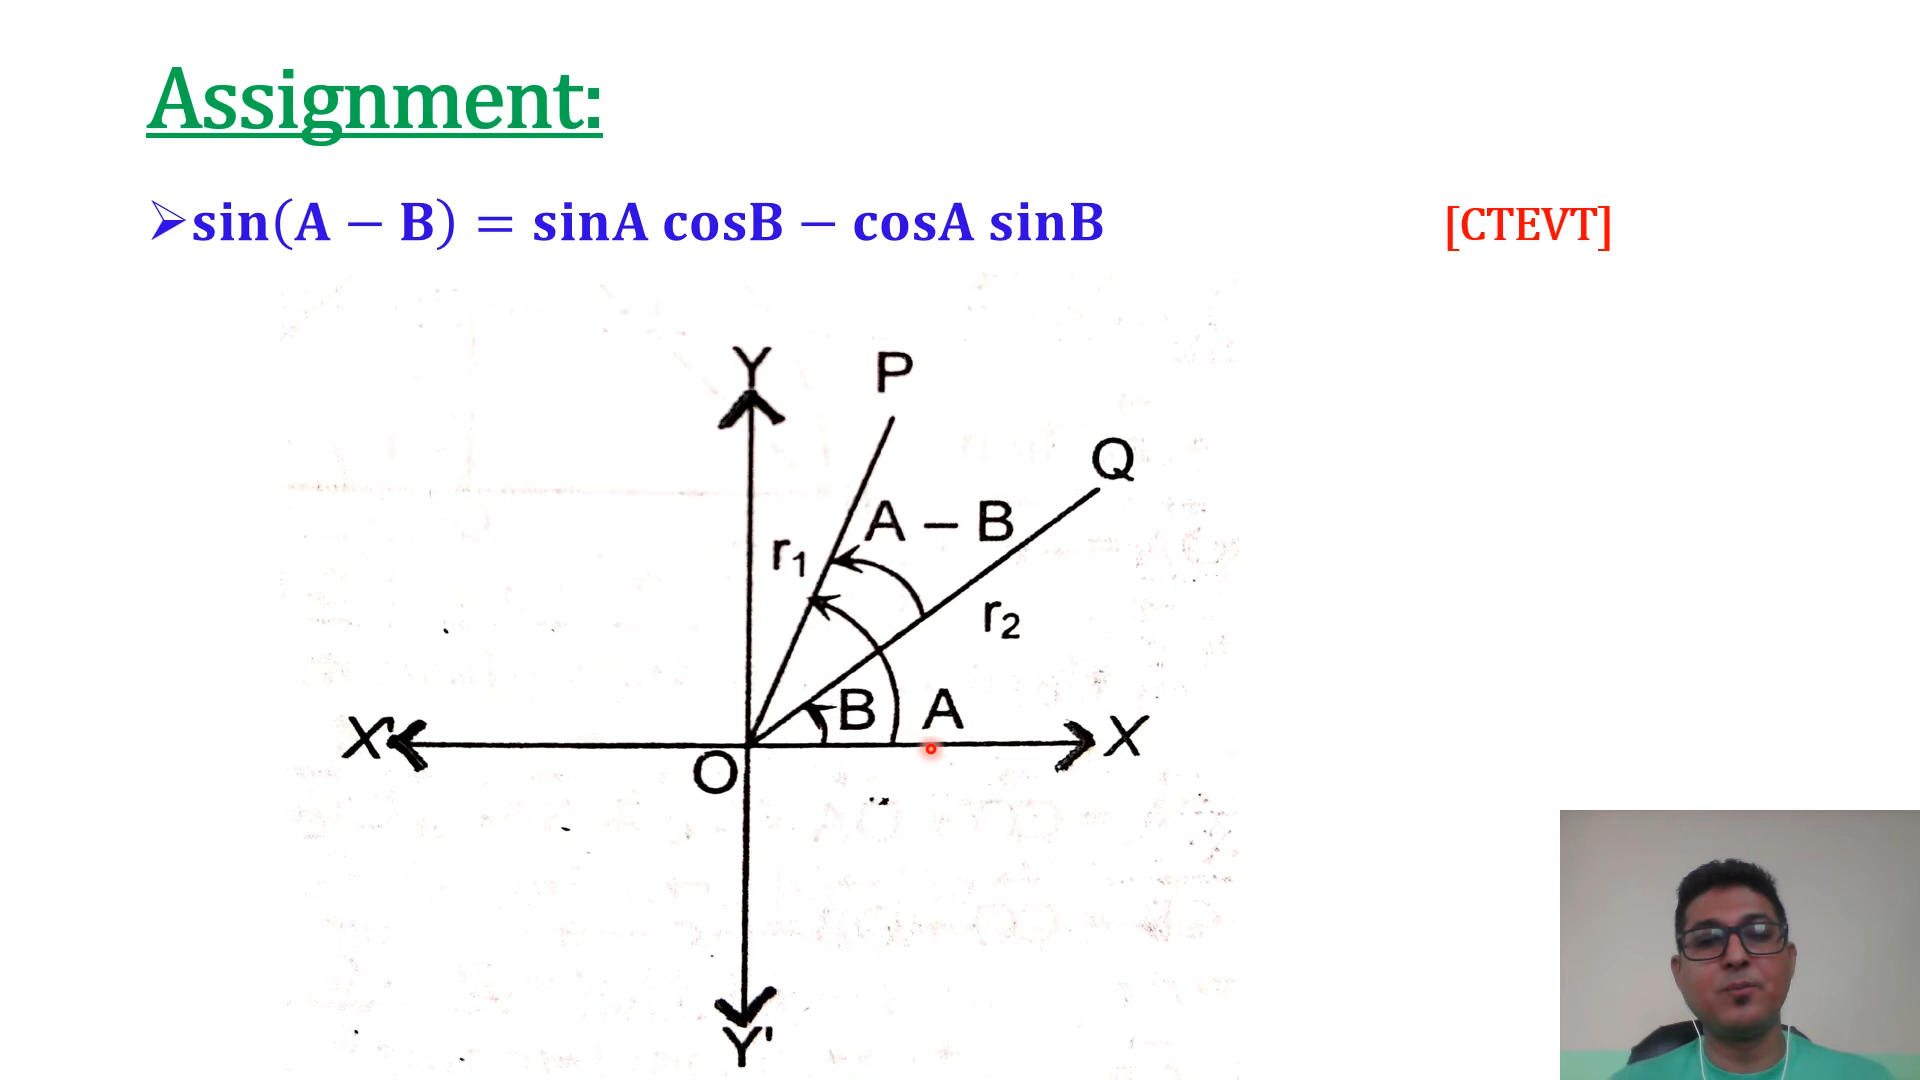 Assignment:
➢sin(A − B) = sinA cosB − cosA sinB [CTEVT]
Y P
Q
A − B
r₁
r₂
B A
X' X
O
Y'